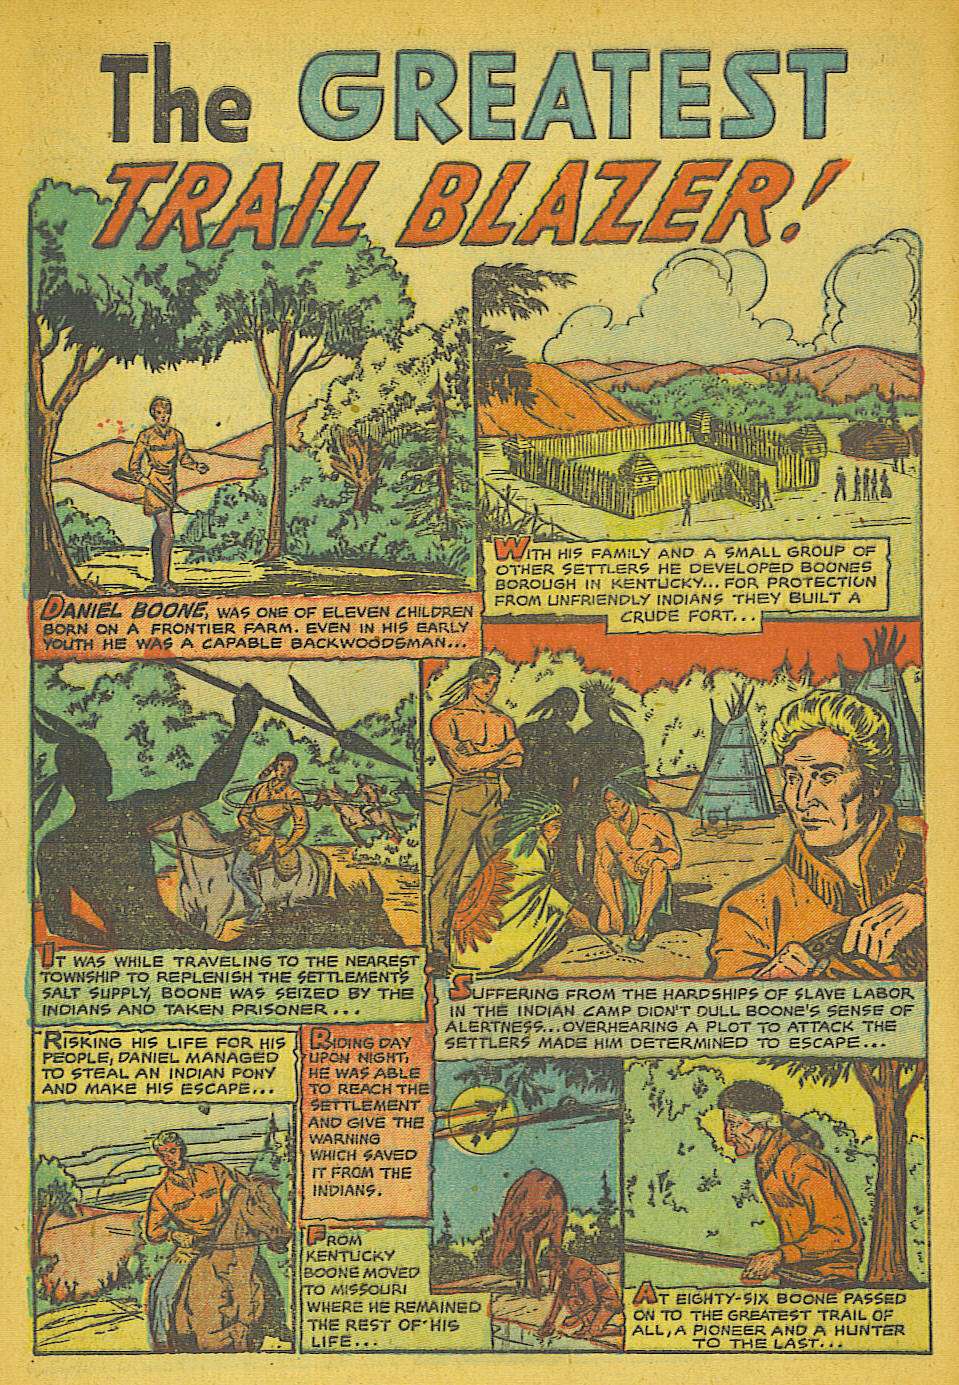 The GREATEST
TRAIL BLAZER!
DANIEL BOONE, WAS ONE OF ELEVEN CHILDREN
BORN ON A FRONTIER FARM. EVEN IN HIS EARLY
YOUTH HE WAS A CAPABLE BACKWOODSMAN...
WITH HIS FAMILY AND A SMALL GROUP OF
OTHER SETTLERS HE DEVELOPED BOONES
BOROUGH IN KENTUCKY... FOR PROTECTION
FROM UNFRIENDLY INDIANS THEY BUILT A
CRUDE FORT...
IT WAS WHILE TRAVELING TO THE NEAREST
TOWNSHIP TO REPLENISH THE SETTLEMENT'S
SALT SUPPLY, BOONE WAS SEIZED BY THE
INDIANS AND TAKEN PRISONER...
SUFFERING FROM THE HARDSHIPS OF SLAVE LABOR
IN THE INDIAN CAMP DIDN'T DULL BOONE'S SENSE OF
ALERTNESS...OVERHEARING A PLOT TO ATTACK THE
SETTLERS MADE HIM DETERMINED TO ESCAPE...
RISKING HIS LIFE FOR HIS
PEOPLE, DANIEL MANAGED
TO STEAL AN INDIAN PONY
AND MAKE HIS ESCAPE...
RIDING DAY
UPON NIGHT,
HE WAS ABLE
TO REACH THE
SETTLEMENT
AND GIVE THE
WARNING
WHICH SAVED
IT FROM THE
INDIANS.
FROM
KENTUCKY
BOONE MOVED
TO MISSOURI
WHERE HE REMAINED
THE REST OF HIS
LIFE...
AT EIGHTY-SIX BOONE PASSED
ON TO THE GREATEST TRAIL OF
ALL, A PIONEER AND A HUNTER
TO THE LAST...